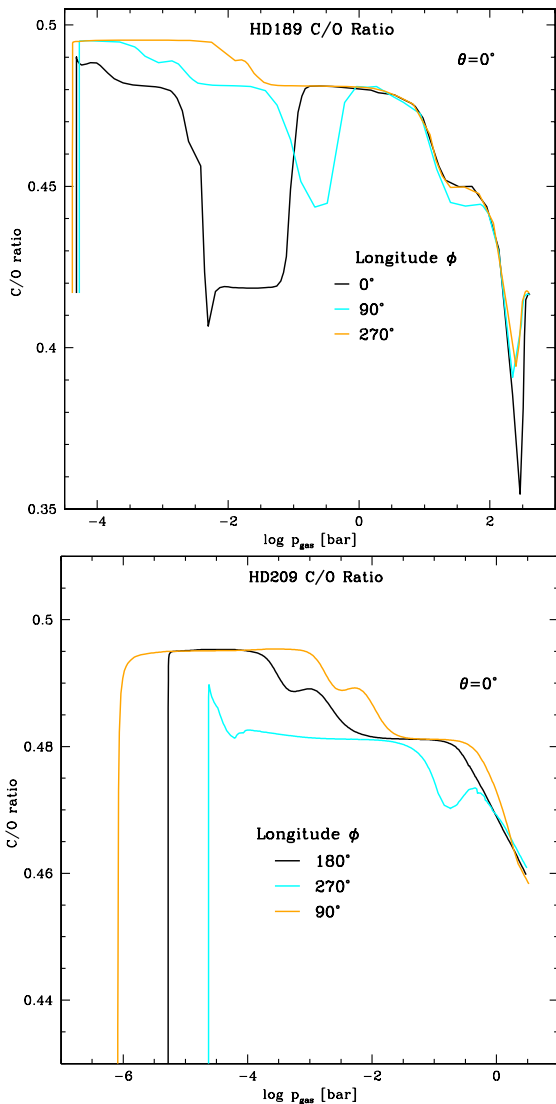 HD189 C/O Ratio
θ=0°
0.5
0.45
0.4
0.35
C/O ratio
Longitude ϕ
0°
90°
270°
−4
−2
0
2
log pgas [bar]
HD209 C/O Ratio
θ=0°
0.5
0.48
0.46
0.44
C/O ratio
Longitude ϕ
180°
270°
90°
−6
−4
−2
0
log pgas [bar]